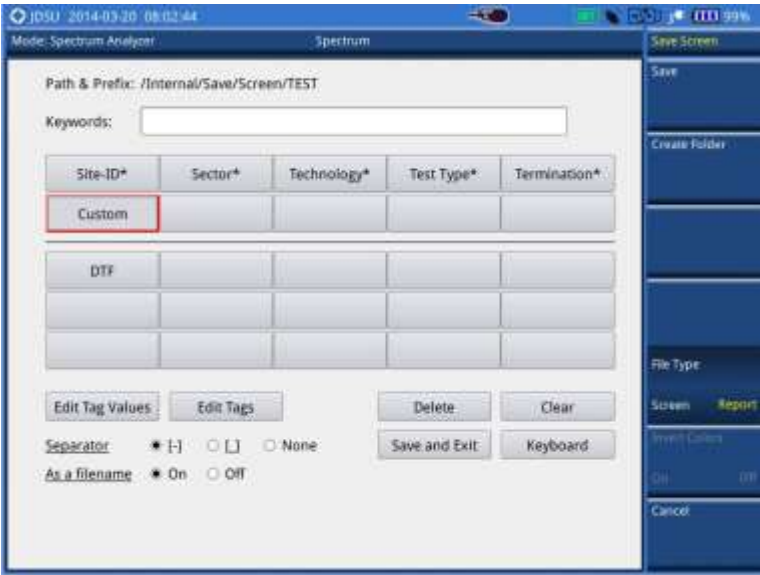 JDSU 2014-03-20 08:02:44 99%
Mode: Spectrum Analyzer Spectrum Save Screen
Path & Prefix: /Internal/Save/Screen/TEST
Save
Keywords:
Create Folder
Site-ID* Sector* Technology* Test Type* Termination*
Custom
DTF
File Type
Screen Report
Edit Tag Values Edit Tags Delete Clear
Invert Colors
On Off
Separator [-] [_] None Save and Exit Keyboard
As a filename On Off
Cancel